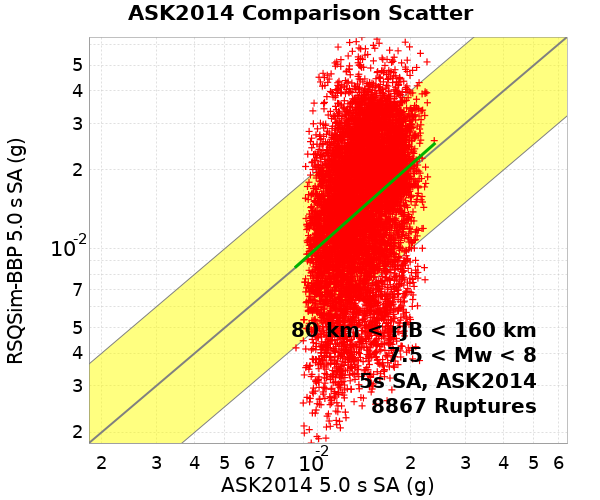 ASK2014 Comparison Scatter
RSQSim-BBP 5.0 s SA (g)
5
4
3
2
10-2
7
5
4
3
2
80 km < rJB < 160 km
7.5 < Mw < 8
5s SA, ASK2014
8867 Ruptures
2 3 4 5 6 7 10-2 2 3 4 5 6
ASK2014 5.0 s SA (g)